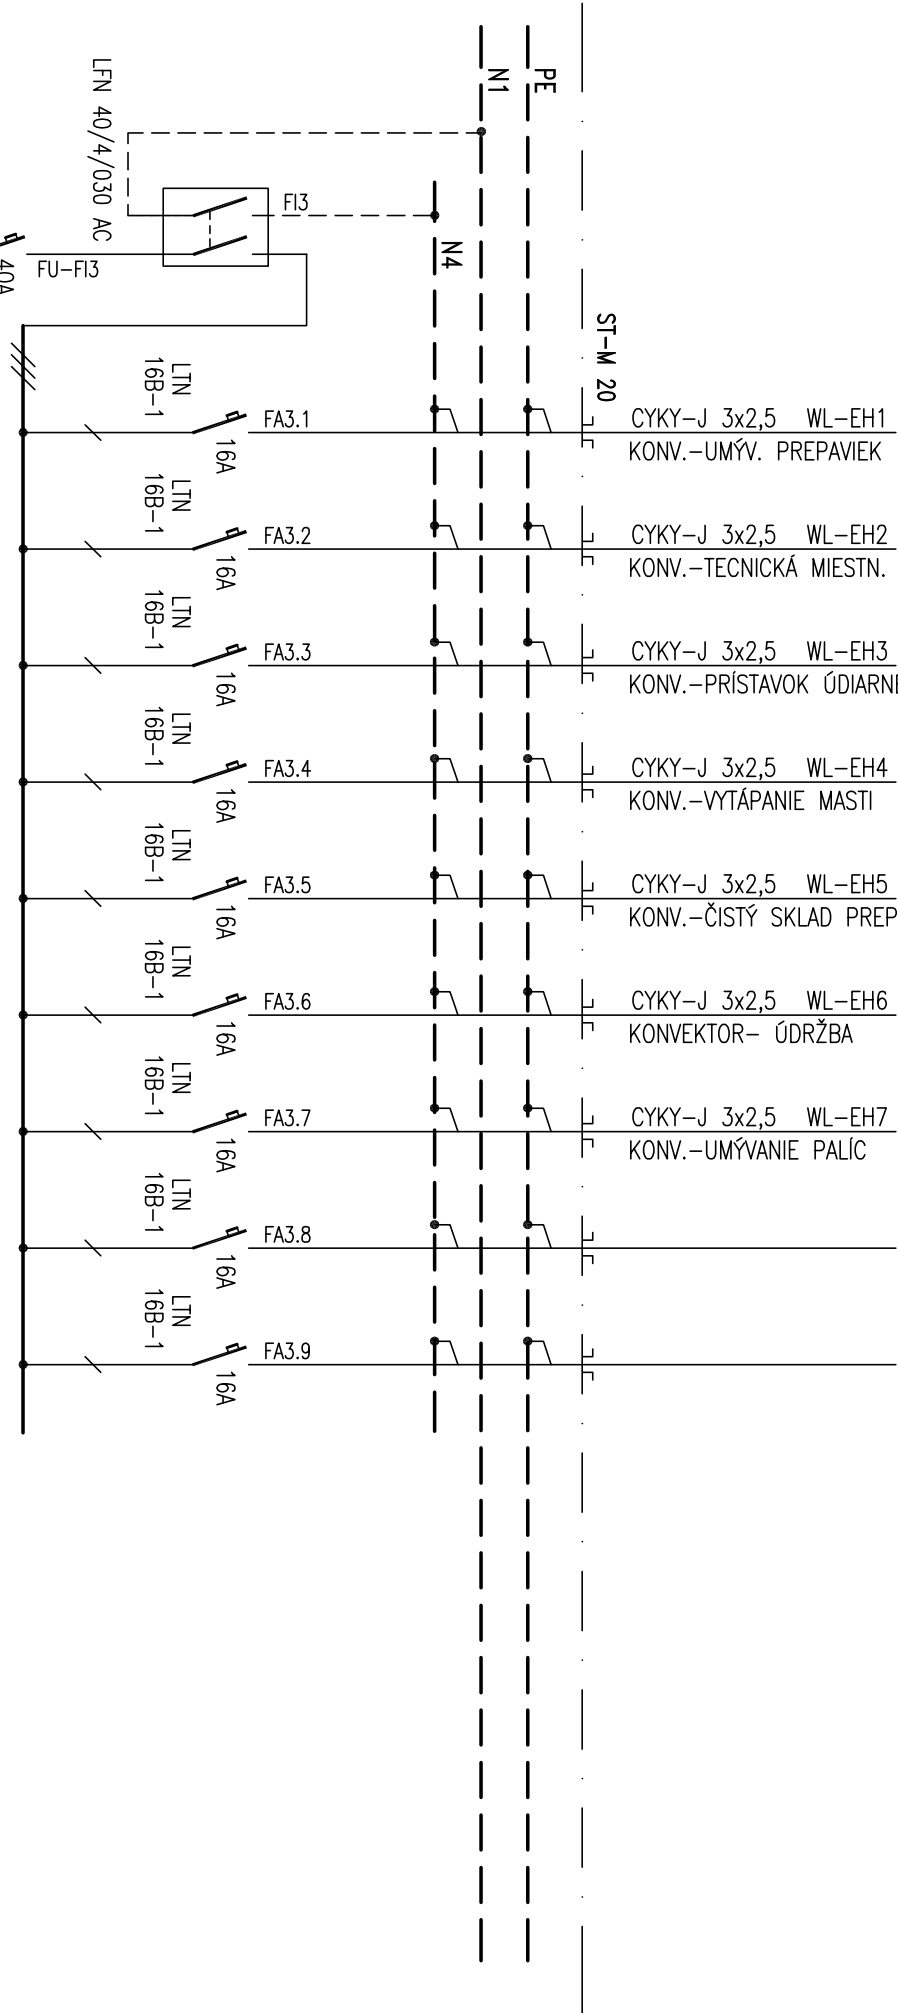 PE
N1
LFN 40/4/030 AC
FI3
N4
FU-FI3
40A
ST-M 20
LTN
16B-1
FA3.1
16A
CYKY-J 3x2,5 WL-EH1
KONV.-UMÝV. PREPAVIEK
LTN
16B-1
FA3.2
16A
CYKY-J 3x2,5 WL-EH2
KONV.-TECNICKÁ MIESTN.
LTN
16B-1
FA3.3
16A
CYKY-J 3x2,5 WL-EH3
KONV.-PRÍSTAVOK ÚDIARNE
LTN
16B-1
FA3.4
16A
CYKY-J 3x2,5 WL-EH4
KONV.-VYTÁPANIE MASTI
LTN
16B-1
FA3.5
16A
CYKY-J 3x2,5 WL-EH5
KONV.-ČISTÝ SKLAD PREP
LTN
16B-1
FA3.6
16A
CYKY-J 3x2,5 WL-EH6
KONVEKTOR- ÚDRŽBA
LTN
16B-1
FA3.7
16A
CYKY-J 3x2,5 WL-EH7
KONV.-UMÝVANIE PALÍC
LTN
16B-1
FA3.8
16A
LTN
16B-1
FA3.9
16A